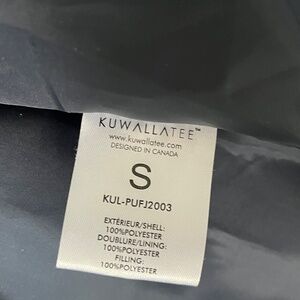 KUWALLATEE™
www.kuwallatee.com
DESIGNED IN CANADA
S
KUL-PUFJ2003
EXTÉRIEUR/SHELL:
100%POLYESTER
DOUBLURE/LINING:
100%POLYESTER
FILLING:
100%POLYESTER